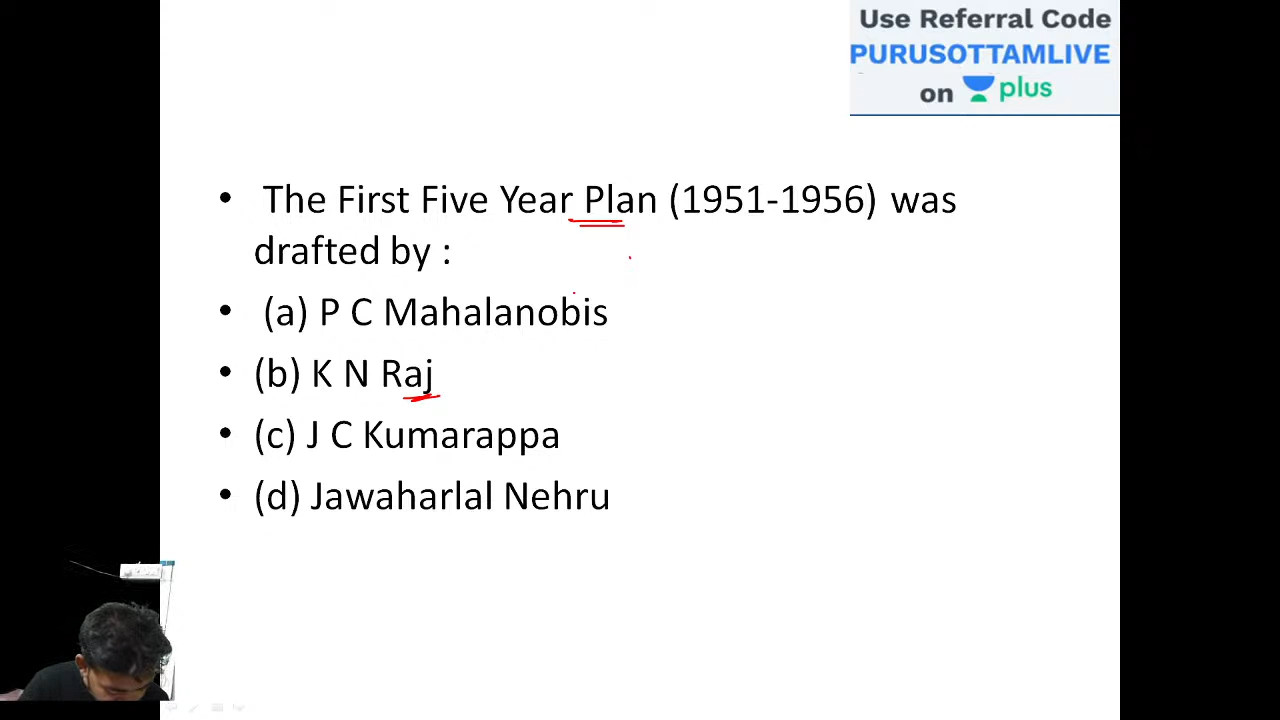 Use Referral Code
PURUSOTTAMLIVE
on plus
• The First Five Year Plan (1951-1956) was
drafted by :
• (a) P C Mahalanobis
• (b) K N Raj
• (c) J C Kumarappa
• (d) Jawaharlal Nehru